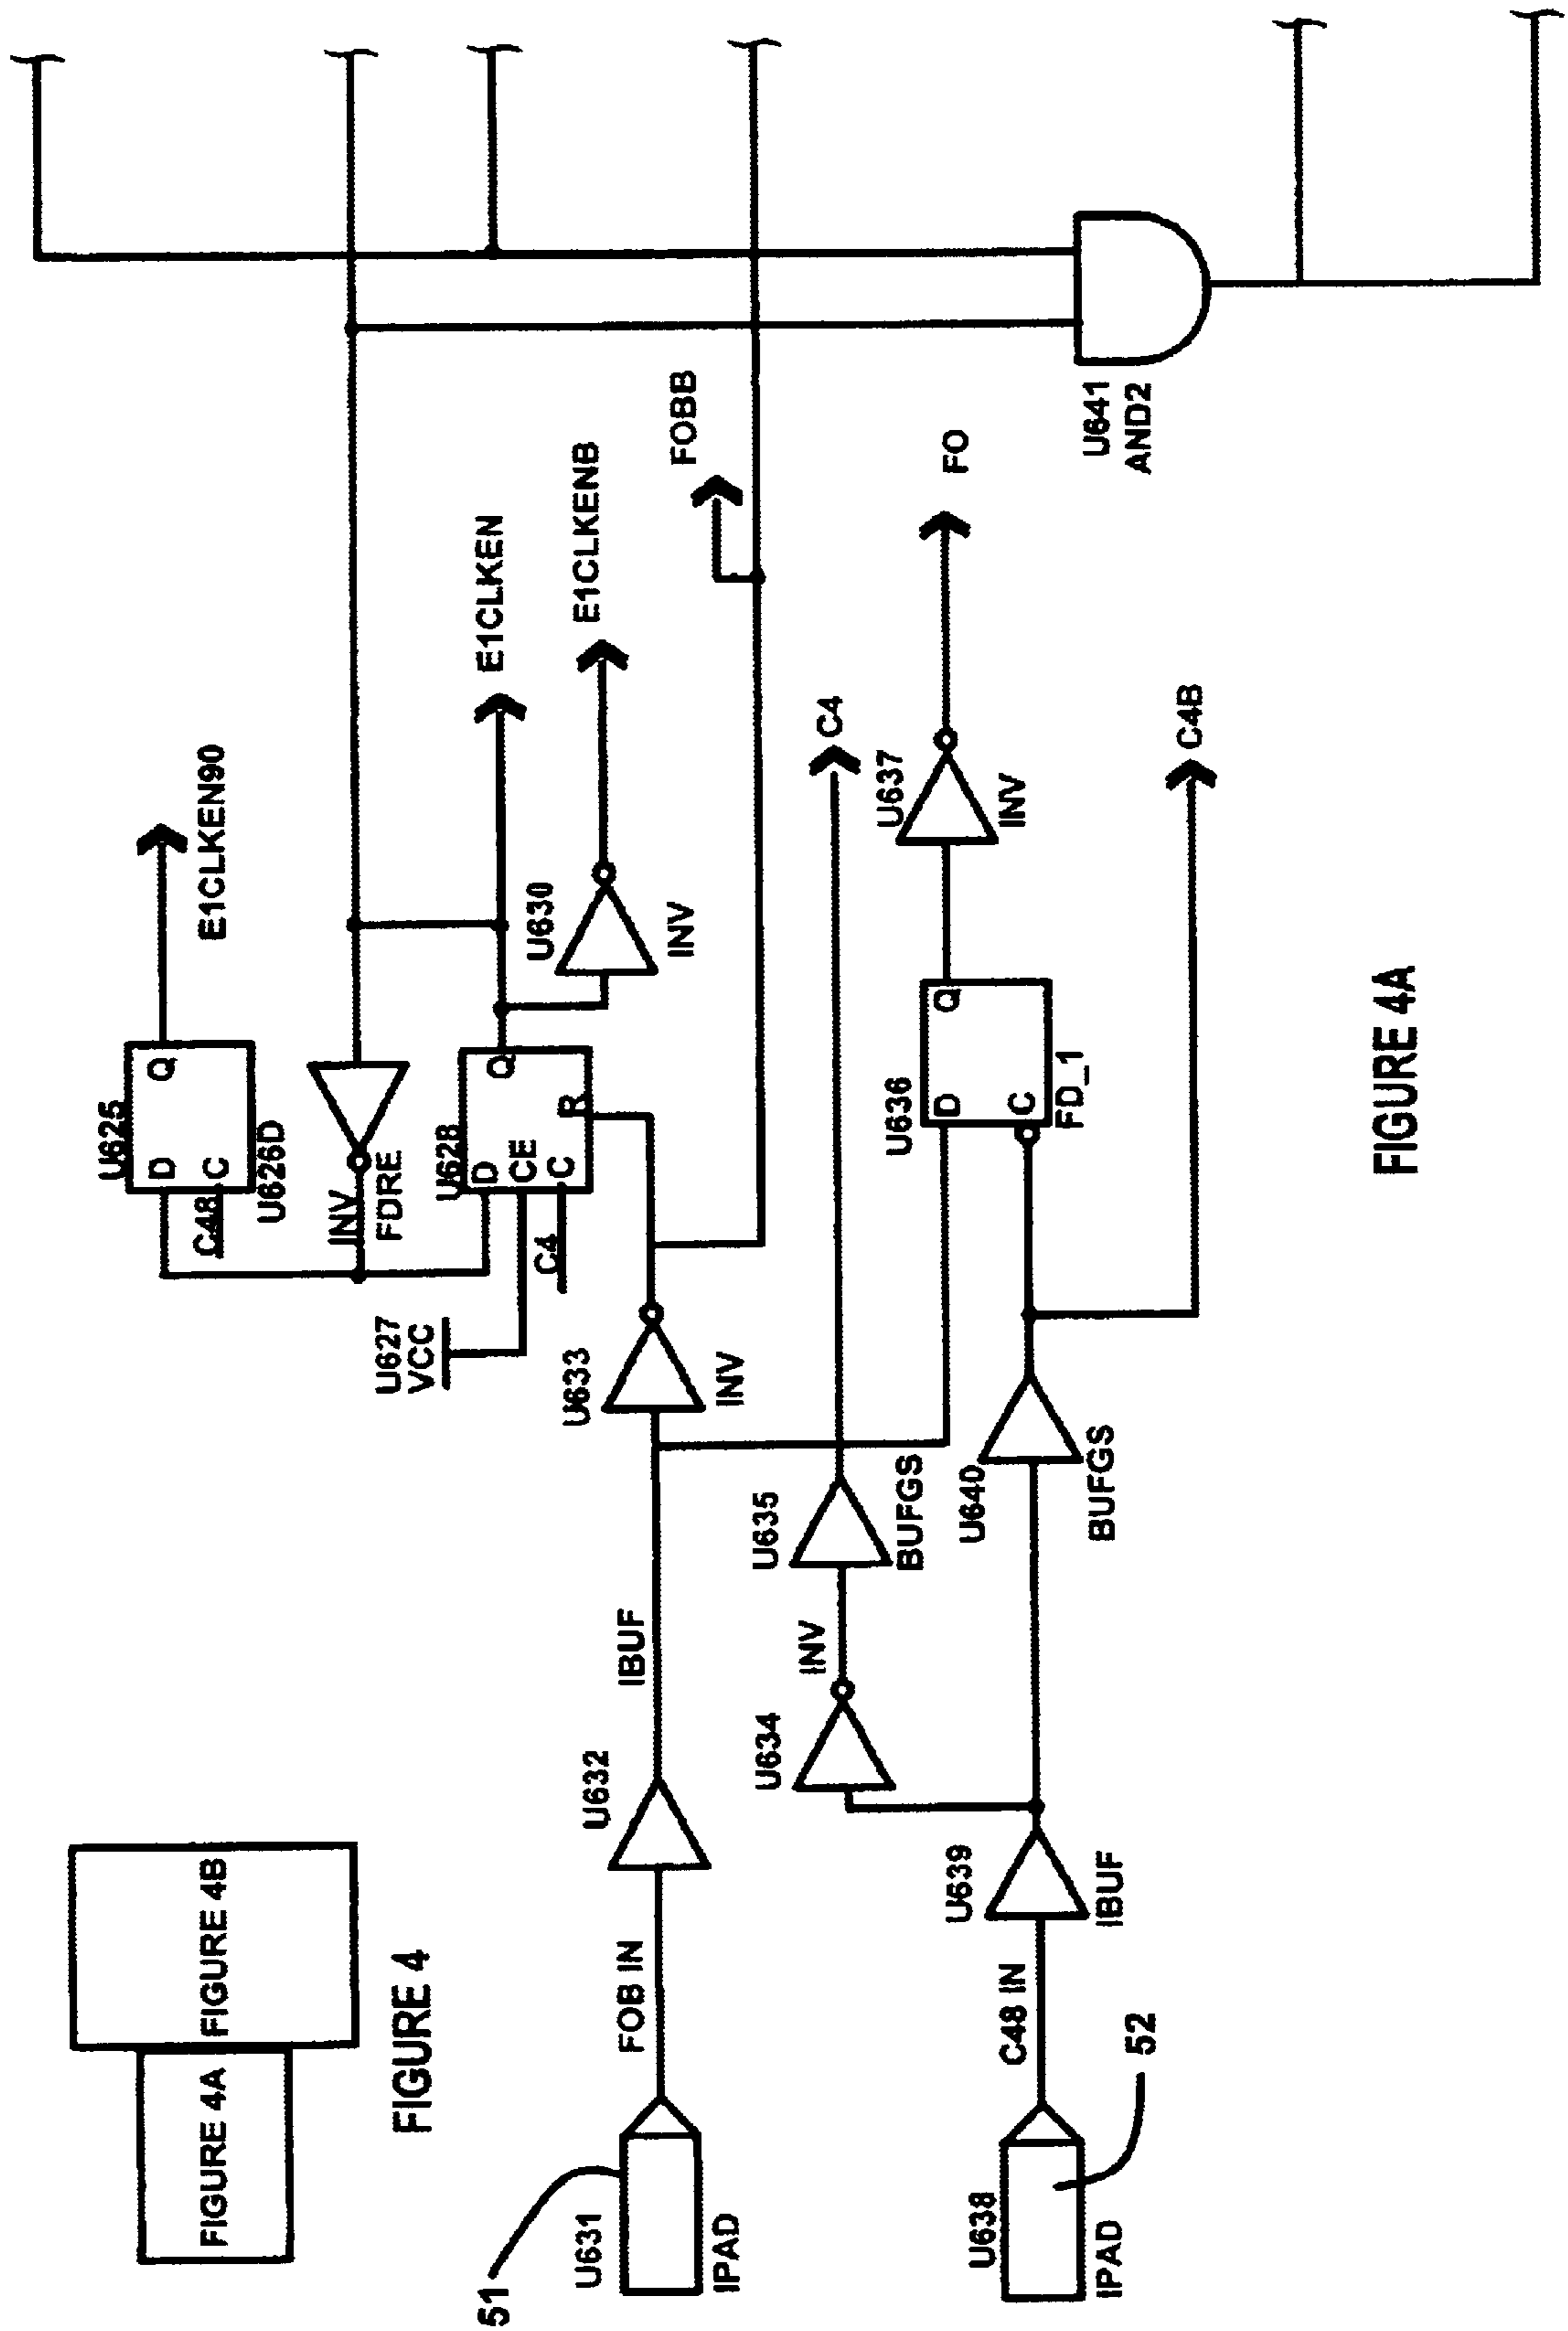 FIGURE 4A
FIGURE 4B
FIGURE 4
U625
D
Q
C48
C
U626D
E1CLKEN90
INV
FDRE
U628
D
Q
CE
C
R
C4
U627
VCC
E1CLKEN
U630
INV
E1CLKENB
51
U631
IPAD
FOB IN
U632
IBUF
U633
INV
FOBB
U634
INV
U635
BUFGS
C4
52
U638
IPAD
C48 IN
U639
IBUF
U640
BUFGS
U636
D
Q
C
FD_1
U637
INV
FO
C4B
U641
AND2
FIGURE 4A